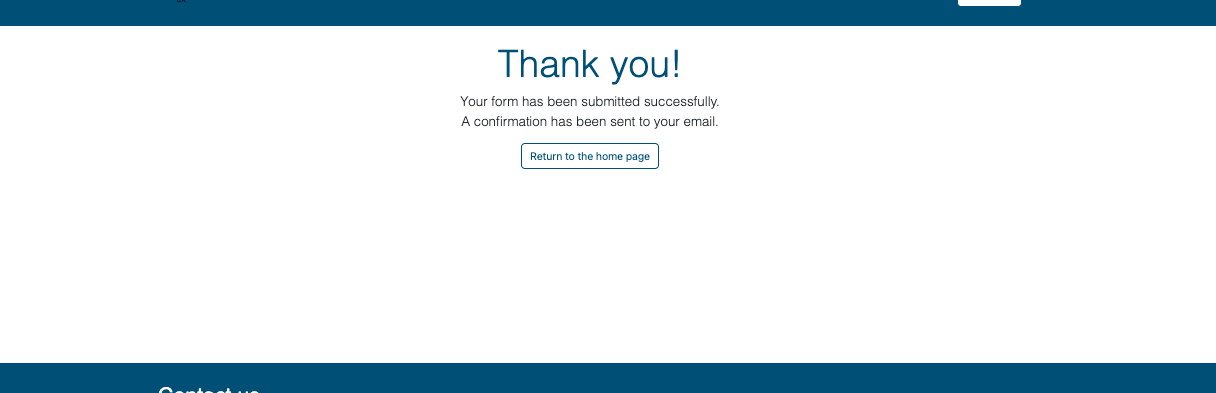 Thank you!
Your form has been submitted successfully.
A confirmation has been sent to your email.
Return to the home page
Contact us